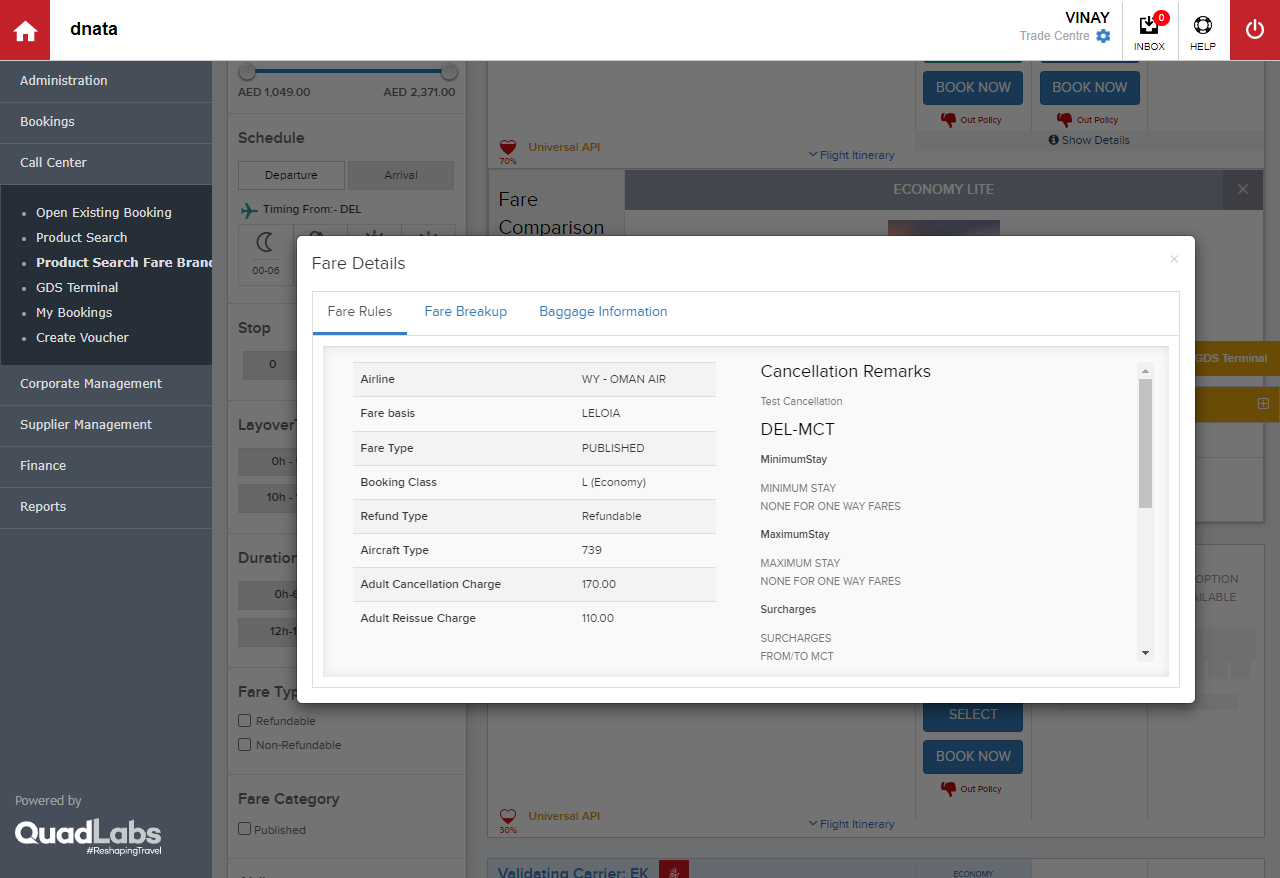 dnata
VINAY
Trade Centre
0
INBOX
HELP
Administration
Bookings
Call Center
Open Existing Booking
Product Search
Product Search Fare Brand
GDS Terminal
My Bookings
Create Voucher
Corporate Management
Supplier Management
Finance
Reports
Powered by
QuadLabs
#ReshapingTravel
AED 1,049.00 AED 2,371.00
Schedule
Departure Arrival
Timing From:- DEL
00-06
Stop
0
Layover
0h -
10h -
Duration
0h-6
12h-1
Fare Typ
Refundable
Non-Refundable
Fare Category
Published
BOOK NOW BOOK NOW
Out Policy Out Policy
Show Details
70%
Universal API
Flight Itinerary
Fare
Comparison
ECONOMY LITE
×
Fare Details
×
Fare Rules Fare Breakup Baggage Information
Airline WY - OMAN AIR
Fare basis LELOIA
Fare Type PUBLISHED
Booking Class L (Economy)
Refund Type Refundable
Aircraft Type 739
Adult Cancellation Charge 170.00
Adult Reissue Charge 110.00
Cancellation Remarks
Test Cancellation
DEL-MCT
MinimumStay
MINIMUM STAY
NONE FOR ONE WAY FARES
MaximumStay
MAXIMUM STAY
NONE FOR ONE WAY FARES
Surcharges
SURCHARGES
FROM/TO MCT
GDS Terminal
OPTION
AILABLE
SELECT
BOOK NOW
Out Policy
30%
Universal API
Flight Itinerary
Validating Carrier: EK
ECONOMY